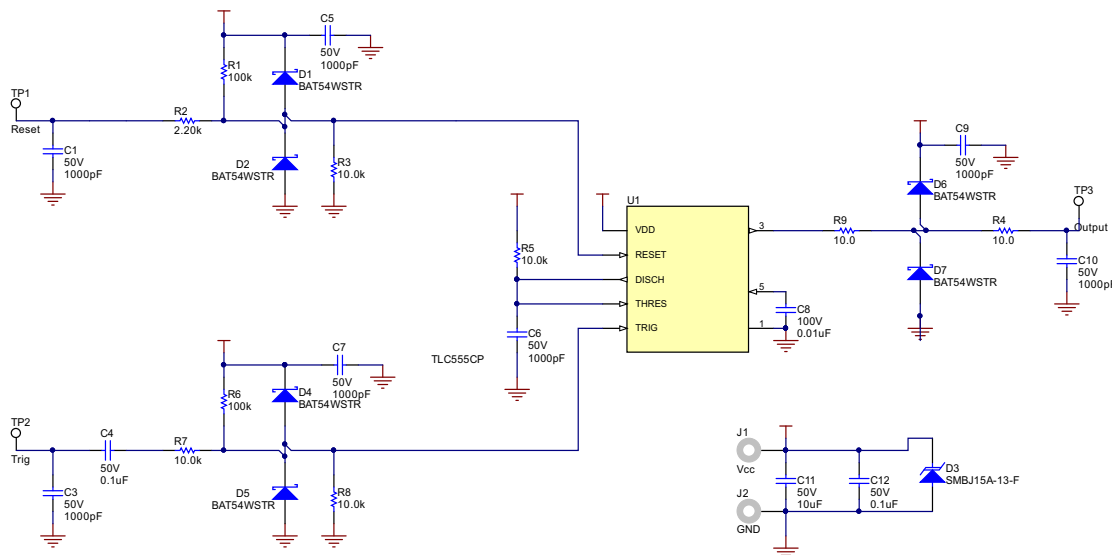 C5
50V
1000pF
R1
100k
D1
BAT54WSTR
TP1
Reset
R2
2.20k
C1
50V
1000pF
D2
BAT54WSTR
R3
10.0k
C9
50V
1000pF
D6
BAT54WSTR
TP3
Output
U1
VDD
RESET
DISCH
THRES
TRIG
3
5
1
R9
10.0
R4
10.0
R5
10.0k
D7
BAT54WSTR
C10
50V
1000pF
C8
100V
0.01uF
C6
50V
1000pF
TLC555CP
C7
50V
1000pF
R6
100k
D4
BAT54WSTR
TP2
Trig
C4
50V
0.1uF
R7
10.0k
C3
50V
1000pF
D5
BAT54WSTR
R8
10.0k
J1
Vcc
J2
GND
C11
50V
10uF
C12
50V
0.1uF
D3
SMBJ15A-13-F